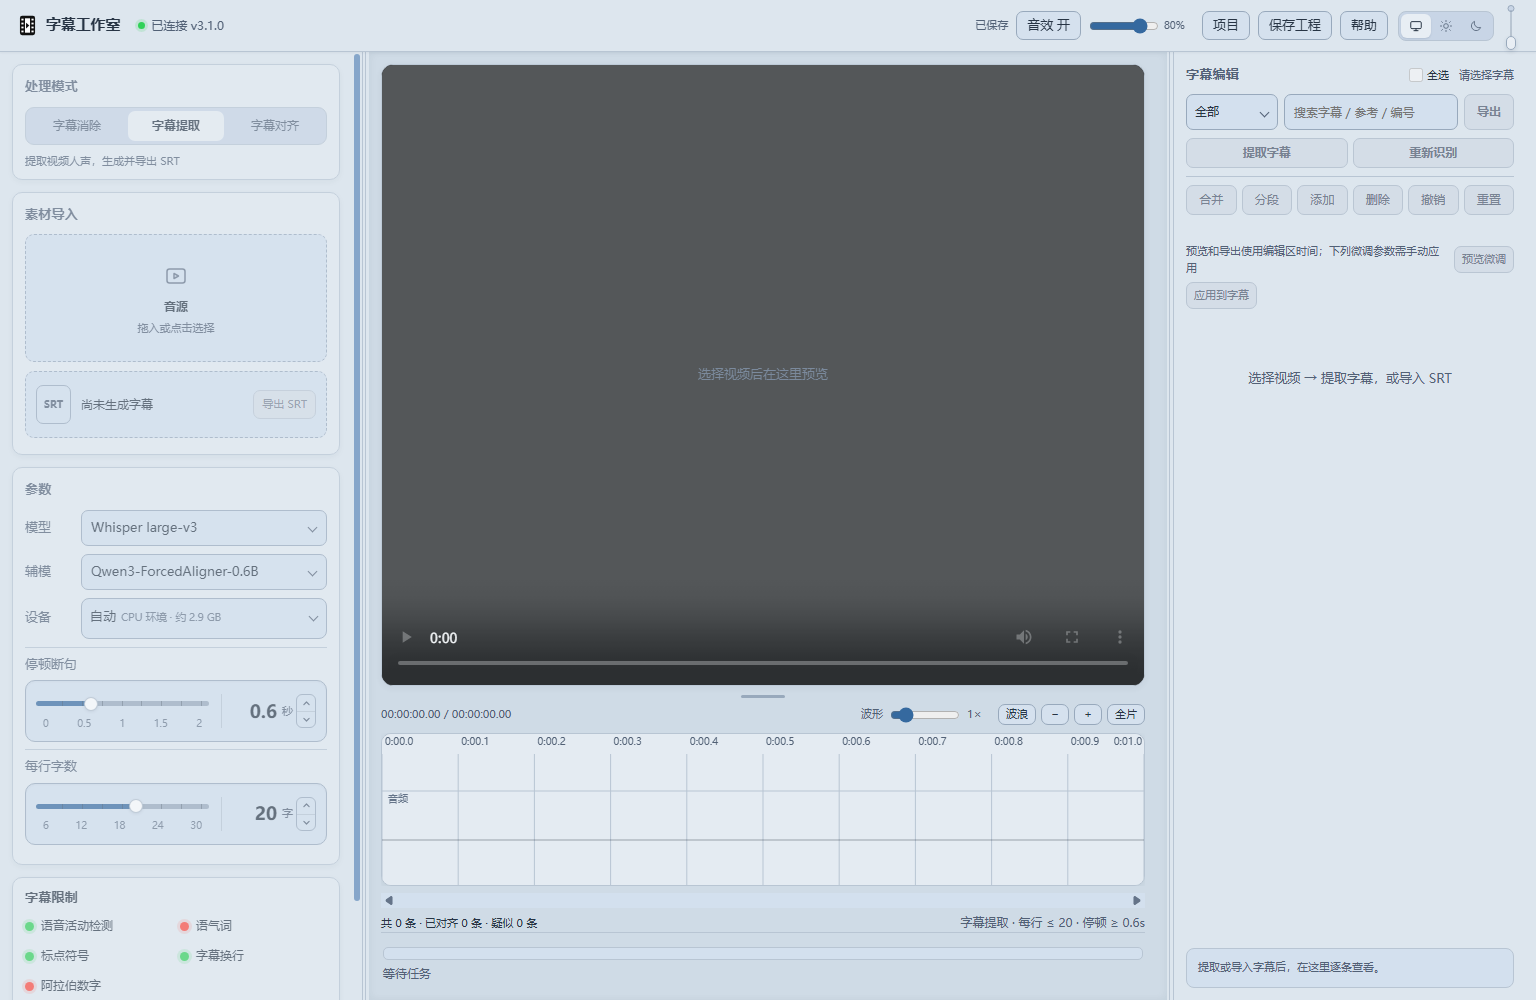 字幕工作室
已连接 v3.1.0
已保存
音效 开
80%
项目
保存工程
帮助
处理模式
字幕消除
字幕提取
字幕对齐
提取视频人声，生成并导出 SRT
素材导入
音源
拖入或点击选择
SRT
尚未生成字幕
导出 SRT
参数
模型
Whisper large-v3
辅模
Qwen3-ForcedAligner-0.6B
设备
自动 CPU 环境 · 约 2.9 GB
停顿断句
0.6 秒
0 0.5 1 1.5 2
每行字数
20 字
6 12 18 24 30
字幕限制
语音活动检测
语气词
标点符号
字幕换行
阿拉伯数字
选择视频后在这里预览
0:00
00:00:00.00 / 00:00:00.00
波形
1×
波浪
−
+
全片
0:00.0 0:00.1 0:00.2 0:00.3 0:00.4 0:00.5 0:00.6 0:00.7 0:00.8 0:00.9 0:01.0
音频
共 0 条 · 已对齐 0 条 · 疑似 0 条
字幕提取 · 每行 ≤ 20 · 停顿 ≥ 0.6s
等待任务
字幕编辑
全选
请选择字幕
全部
搜索字幕 / 参考 / 编号
导出
提取字幕
重新识别
合并
分段
添加
删除
撤销
重置
预览和导出使用编辑区时间；下列微调参数需手动应
用
预览微调
应用到字幕
选择视频 → 提取字幕，或导入 SRT
提取或导入字幕后，在这里逐条查看。